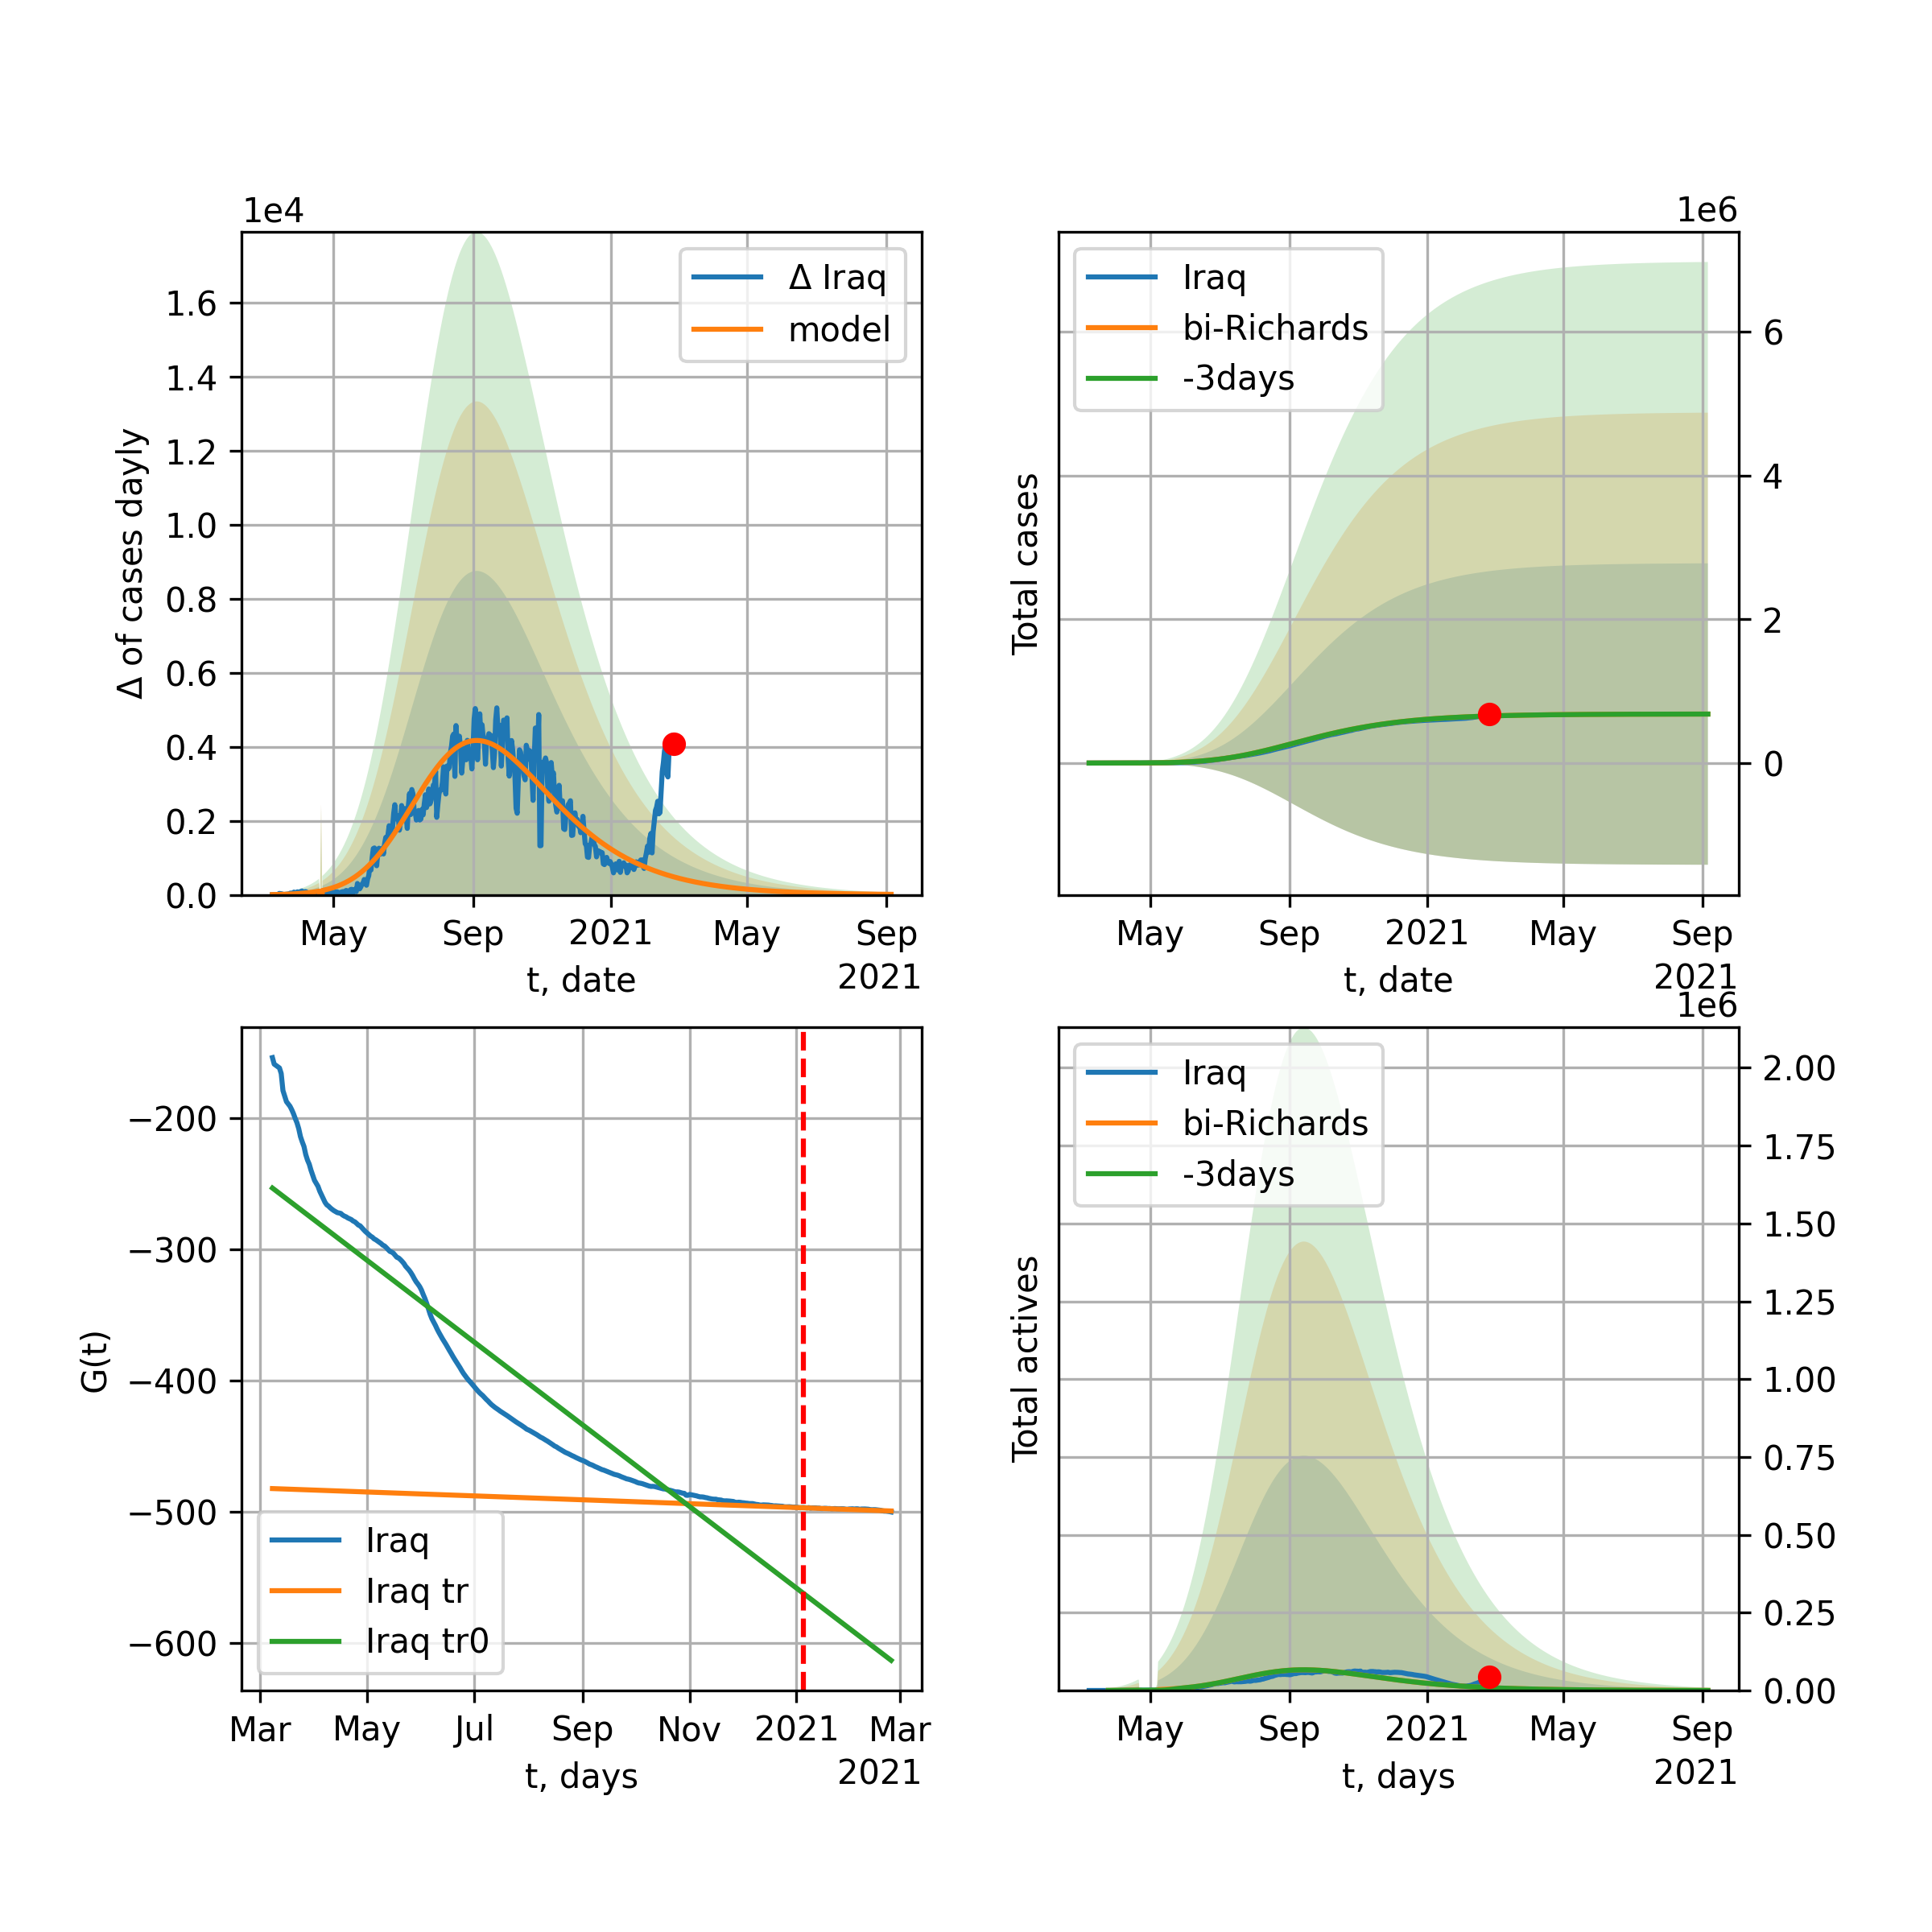 1e4
Δ of cases dayly
1.6
1.4
1.2
1.0
0.8
0.6
0.4
0.2
0.0
Δ Iraq
model
May Sep 2021 May Sep
2021
t, date
1e6
Total cases
Iraq
bi-Richards
-3days
6
4
2
0
May Sep 2021 May Sep
2021
t, date
G(t)
−200
−300
−400
−500
−600
Iraq
Iraq tr
Iraq tr0
Mar May Jul Sep Nov 2021 Mar
2021
t, days
1e6
Total actives
Iraq
bi-Richards
-3days
2.00
1.75
1.50
1.25
1.00
0.75
0.50
0.25
0.00
May Sep 2021 May Sep
2021
t, days